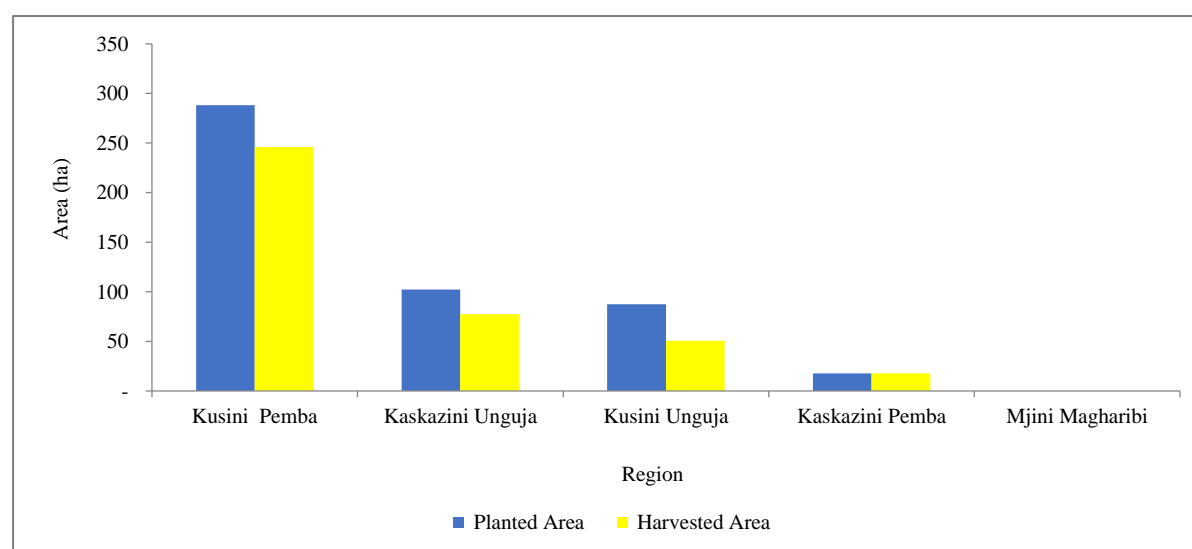 350
300
250
200
150
100
50
-
Area (ha)
Kusini Pemba Kaskazini Unguja Kusini Unguja Kaskazini Pemba Mjini Magharibi
Region
Planted Area Harvested Area